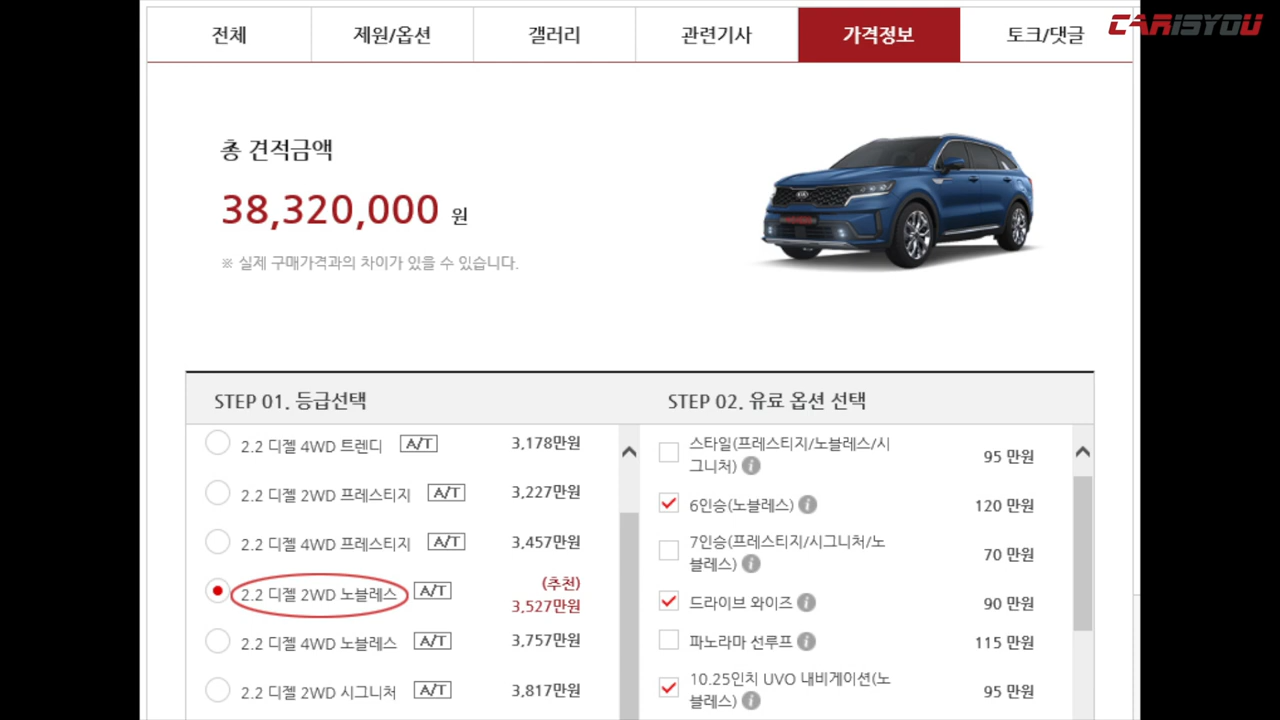 전체
제원/옵션
갤러리
관련기사
가격정보
토크/댓글
CARISYOU
총 견적금액
38,320,000 원
※ 실제 구매가격과의 차이가 있을 수 있습니다.
STEP 01. 등급선택
2.2 디젤 4WD 트렌디 A/T 3,178만원
2.2 디젤 2WD 프레스티지 A/T 3,227만원
2.2 디젤 4WD 프레스티지 A/T 3,457만원
(추천)
2.2 디젤 2WD 노블레스 A/T 3,527만원
2.2 디젤 4WD 노블레스 A/T 3,757만원
2.2 디젤 2WD 시그니처 A/T 3,817만원
STEP 02. 유료 옵션 선택
스타일(프레스티지/노블레스/시
그니처) 95 만원
6인승(노블레스) 120 만원
7인승(프레스티지/시그니처/노
블레스) 70 만원
드라이브 와이즈 90 만원
파노라마 선루프 115 만원
10.25인치 UVO 내비게이션(노
블레스) 95 만원